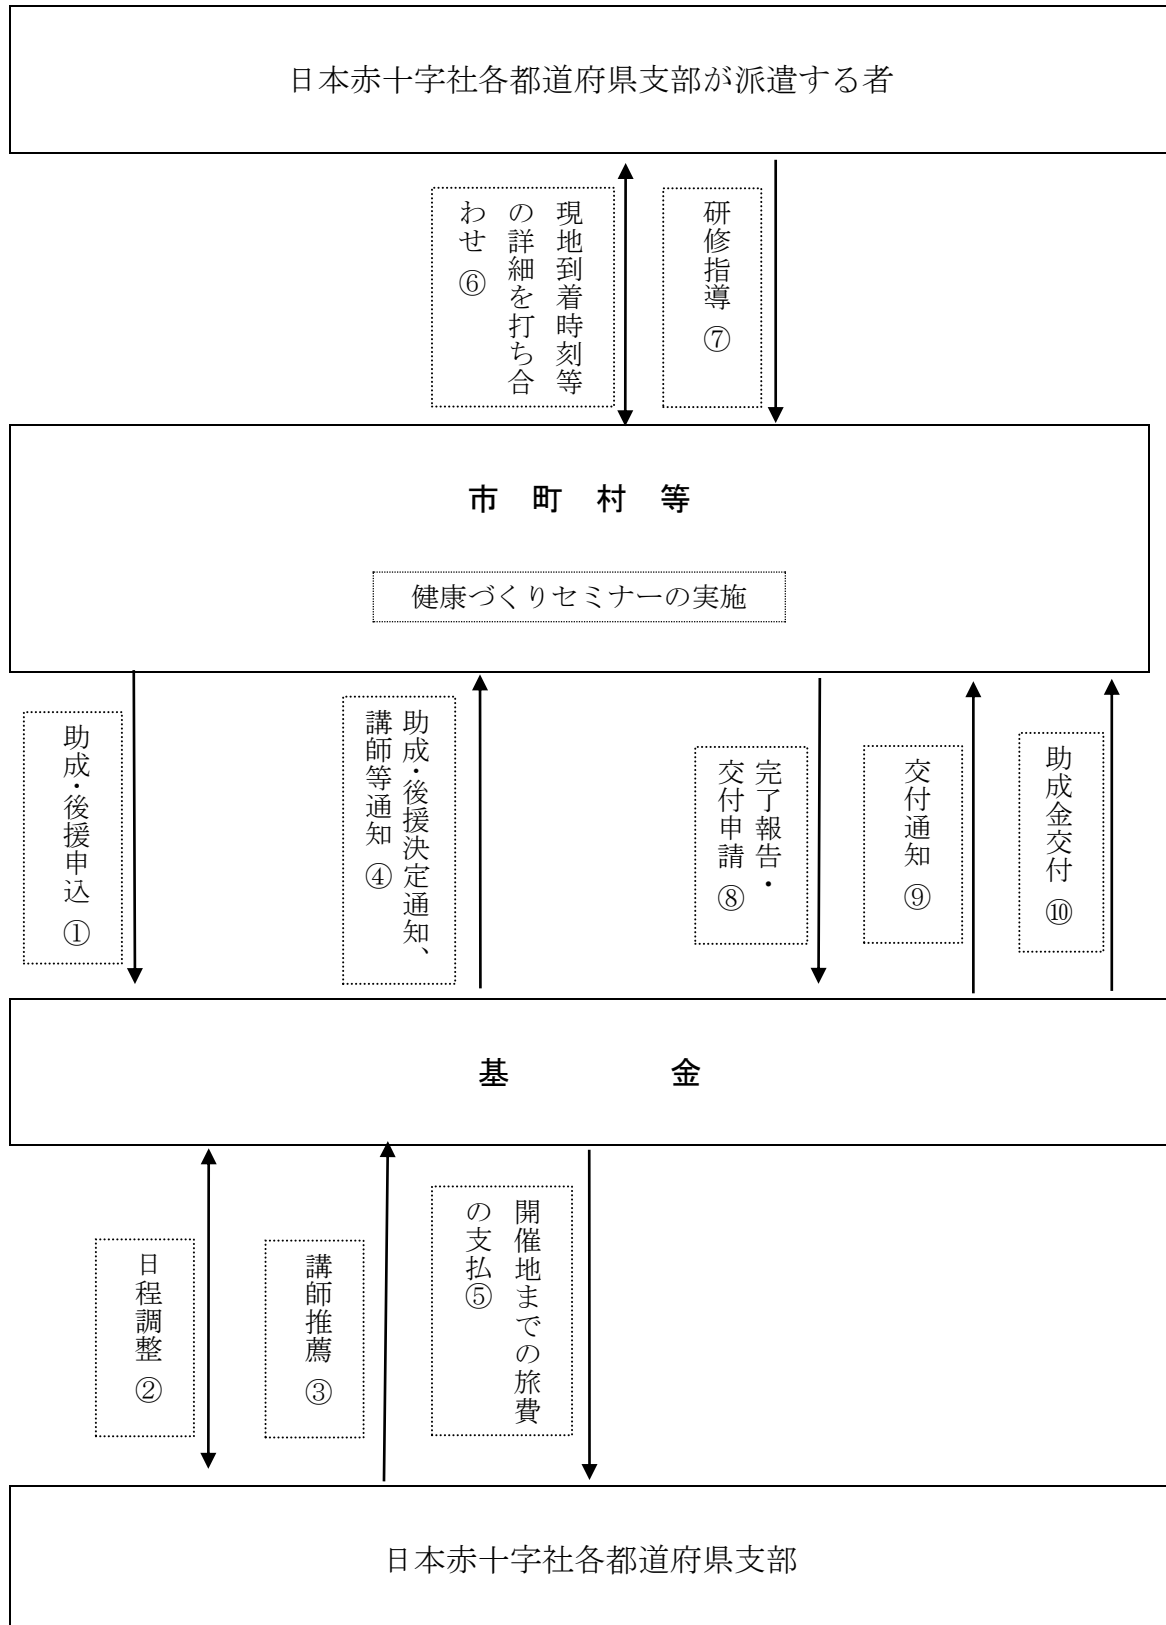 日本赤十字社各都道府県支部が派遣する者
現地到着時刻等
の詳細を打ち合
わせ ⑥
研修指導 ⑦
市 町 村 等
健康づくりセミナーの実施
助成・後援申込 ①
助成・後援決定通知、
講師等通知 ④
完了報告・
交付申請 ⑧
交付通知 ⑨
助成金交付 ⑩
基 金
日程調整 ②
講師推薦 ③
開催地までの旅費
の支払⑤
日本赤十字社各都道府県支部